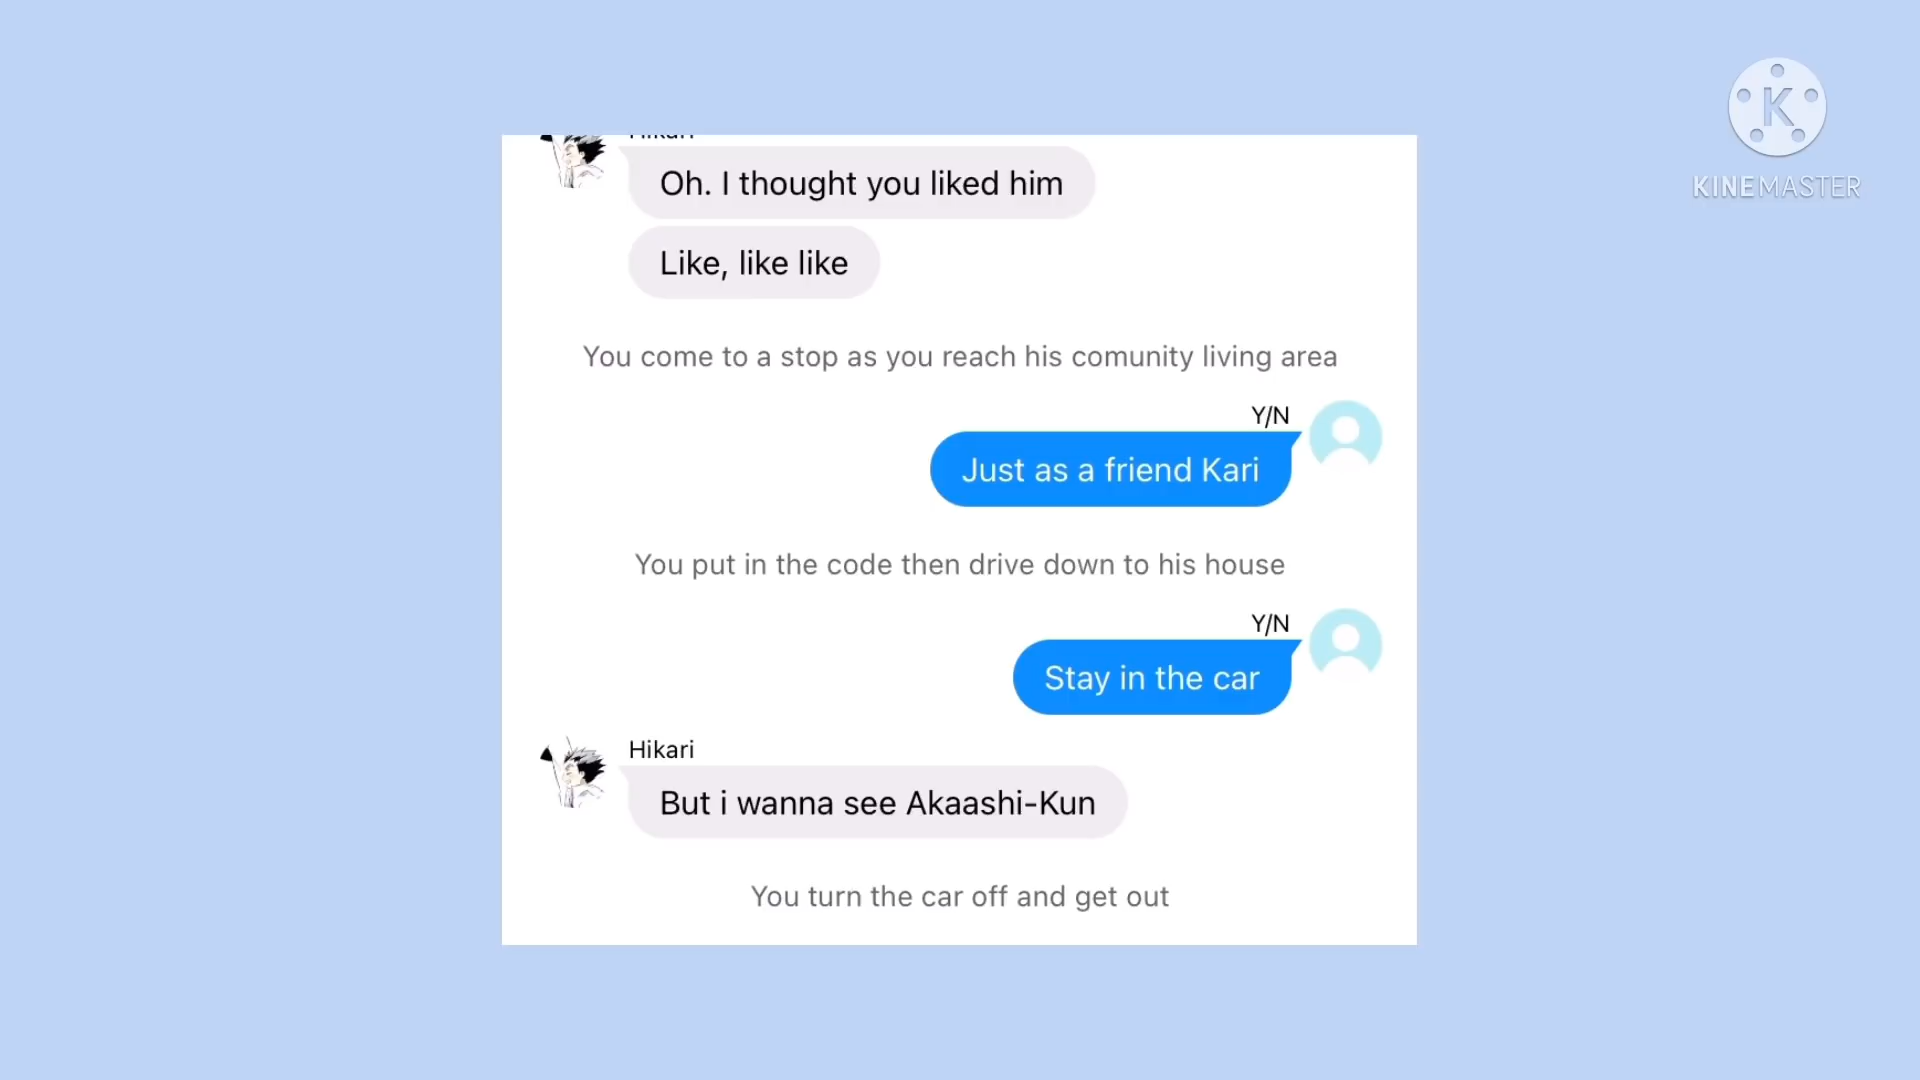 Hikari
Oh. I thought you liked him
Like, like like
You come to a stop as you reach his comunity living area
Y/N
Just as a friend Kari
You put in the code then drive down to his house
Y/N
Stay in the car
Hikari
But i wanna see Akaashi-Kun
You turn the car off and get out
K
KINEMASTER